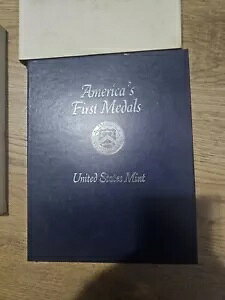 America's
First Medals
United States Mint